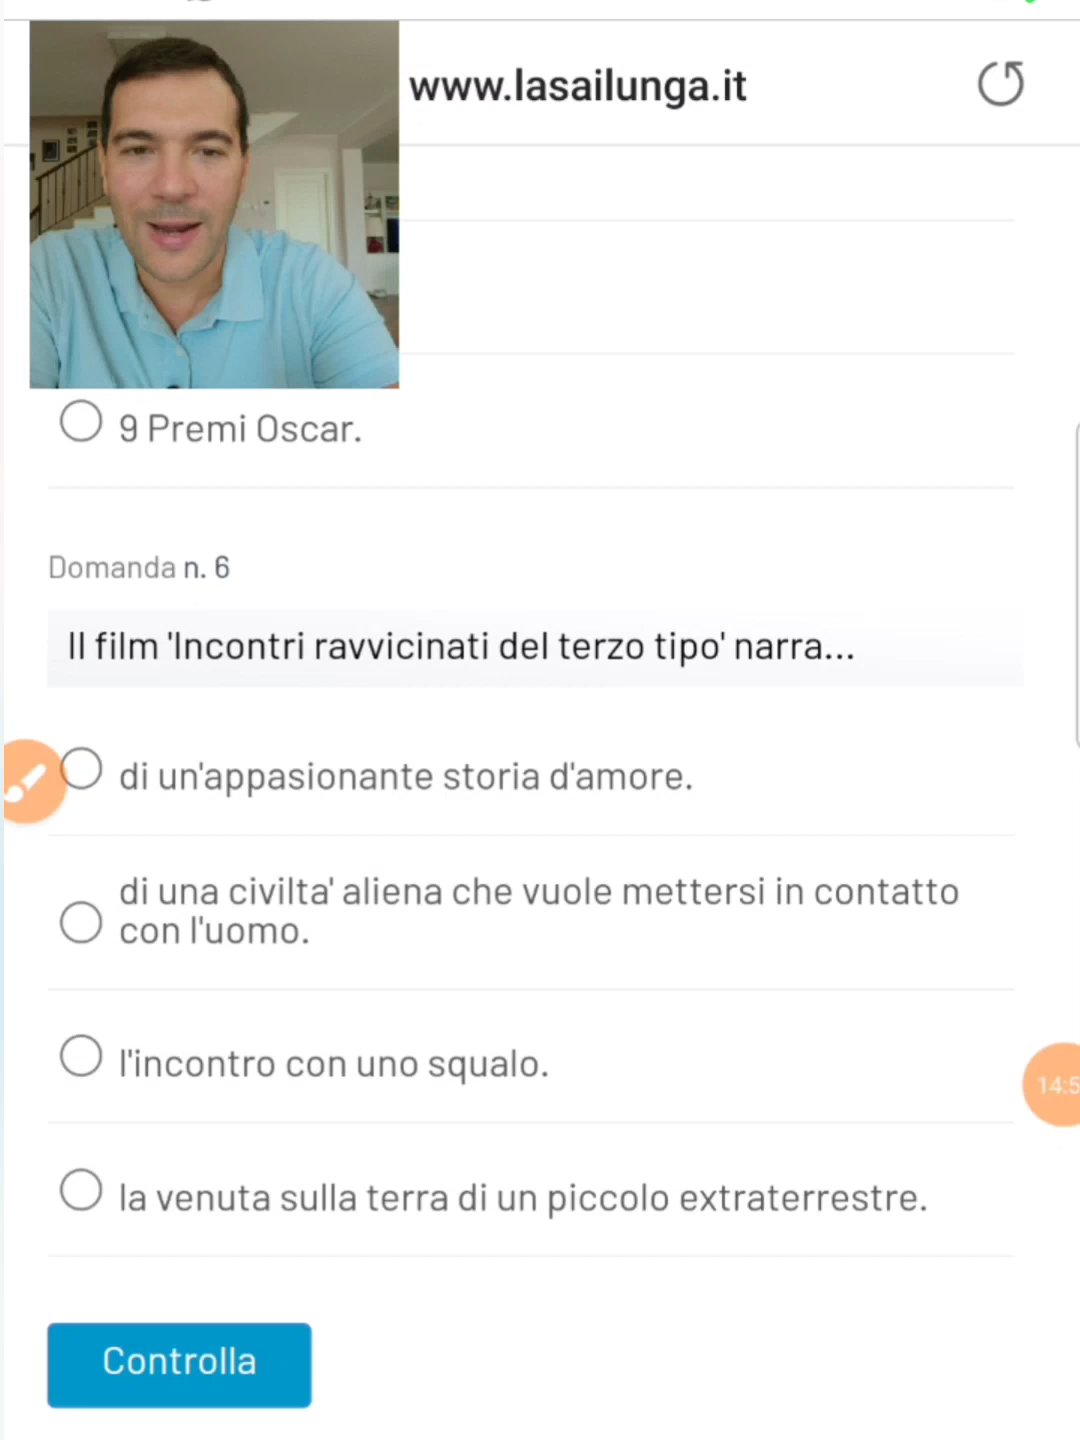 www.lasailunga.it
9 Premi Oscar.
Domanda n. 6
Il film 'Incontri ravvicinati del terzo tipo' narra...
di un'appasionante storia d'amore.
di una civilta' aliena che vuole mettersi in contatto
con l'uomo.
l'incontro con uno squalo.
14:5
la venuta sulla terra di un piccolo extraterrestre.
Controlla